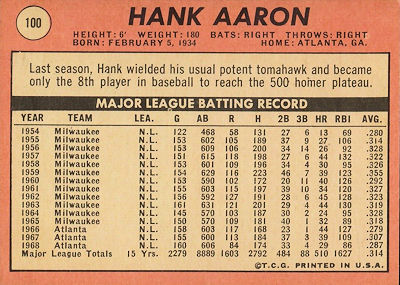 100
HANK AARON
HEIGHT: 6' WEIGHT: 180 BATS: RIGHT THROWS: RIGHT
BORN: FEBRUARY 5, 1934 HOME: ATLANTA, GA.
Last season, Hank wielded his usual potent tomahawk and became
only the 8th player in baseball to reach the 500 homer plateau.
MAJOR LEAGUE BATTING RECORD
YEAR TEAM LEA. G AB R H 2B 3B HR RBI AVG.
1954 Milwaukee N.L. 122 468 58 131 27 6 13 69 .280
1955 Milwaukee N.L. 153 602 105 189 37 9 27 106 .314
1956 Milwaukee N.L. 153 609 106 200 34 14 26 92 .328
1957 Milwaukee N.L. 151 615 118 198 27 6 44 132 .322
1958 Milwaukee N.L. 153 601 109 196 34 4 30 95 .326
1959 Milwaukee N.L. 154 629 116 223 46 7 39 123 .355
1960 Milwaukee N.L. 153 590 102 172 20 11 40 126 .292
1961 Milwaukee N.L. 155 603 115 197 39 10 34 120 .327
1962 Milwaukee N.L. 156 592 127 191 28 6 45 128 .323
1963 Milwaukee N.L. 161 631 121 201 29 4 44 130 .319
1964 Milwaukee N.L. 145 570 103 187 30 2 24 95 .328
1965 Milwaukee N.L. 150 570 109 181 40 1 32 89 .318
1966 Atlanta N.L. 158 603 117 168 23 1 44 127 .279
1967 Atlanta N.L. 155 600 113 184 37 3 39 109 .307
1968 Atlanta N.L. 160 606 84 174 33 4 29 86 .287
Major League Totals 15 Yrs. 2279 8889 1603 2792 484 88 510 1627 .314
©T.C.G. PRINTED IN U.S.A.